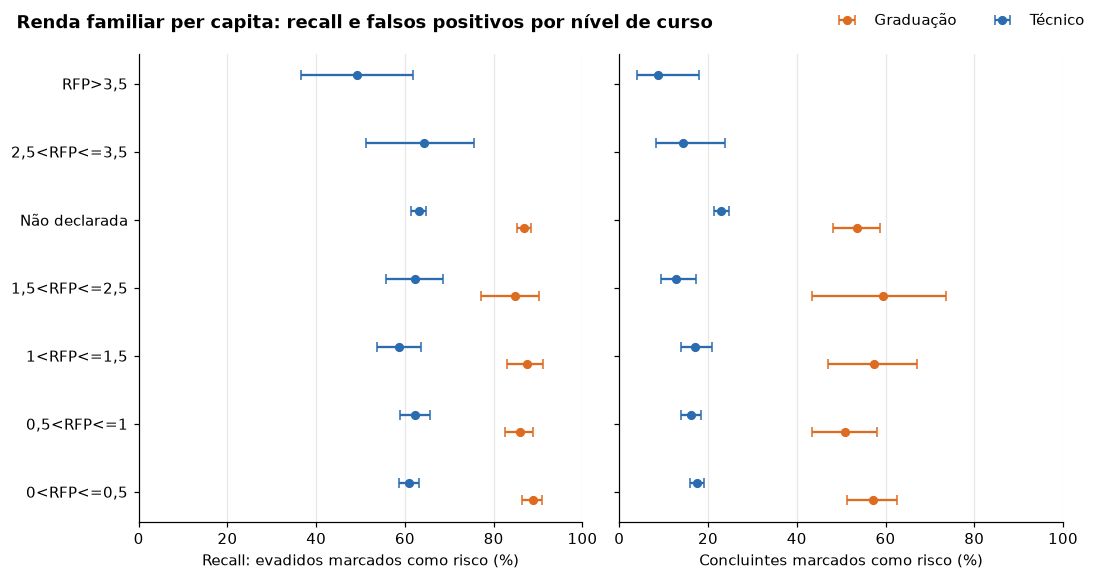 Renda familiar per capita: recall e falsos positivos por nível de curso
Graduação
Técnico
RFP>3,5
2,5<RFP<=3,5
Não declarada
1,5<RFP<=2,5
1<RFP<=1,5
0,5<RFP<=1
0<RFP<=0,5
0 20 40 60 80 100
0 20 40 60 80 100
Recall: evadidos marcados como risco (%)
Concluintes marcados como risco (%)